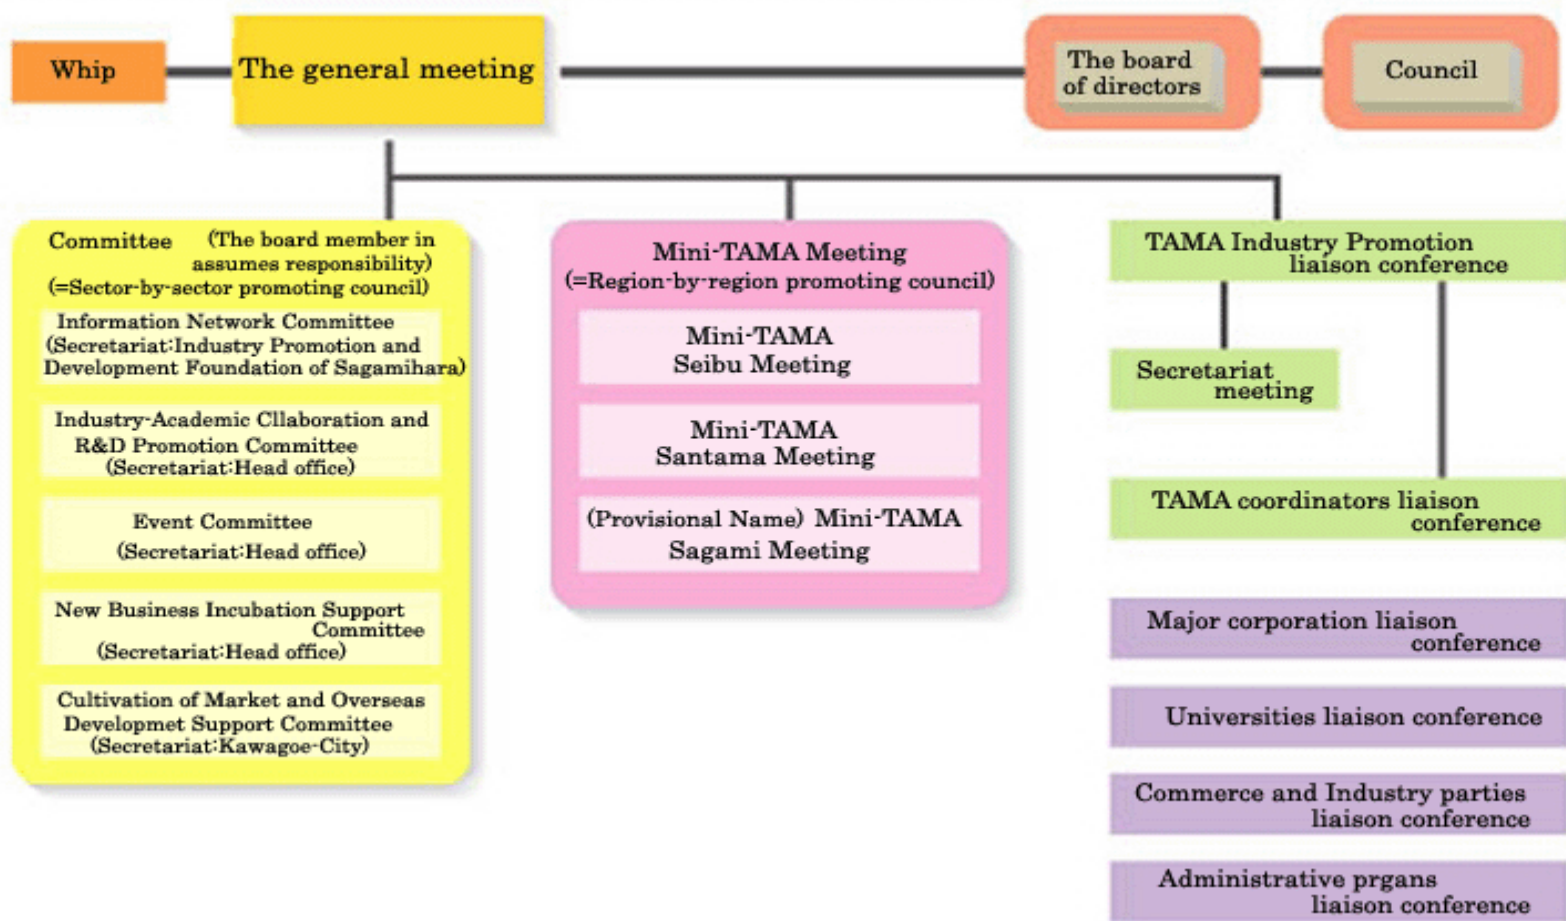 Whip
The general meeting
The board
of directors
Council
Committee (The board member in
assumes responsibility)
(=Sector-by-sector promoting council)
Information Network Committee
(Secretariat:Industry Promotion and
Development Foundation of Sagamihara)
Industry-Academic Cllaboration and
R&D Promotion Committee
(Secretariat:Head office)
Event Committee
(Secretariat:Head office)
New Business Incubation Support
Committee
(Secretariat:Head office)
Cultivation of Market and Overseas
Developmet Support Committee
(Secretariat:Kawagoe-City)
Mini-TAMA Meeting
(=Region-by-region promoting council)
Mini-TAMA
Seibu Meeting
Mini-TAMA
Santama Meeting
(Provisional Name) Mini-TAMA
Sagami Meeting
TAMA Industry Promotion
liaison conference
Secretariat
meeting
TAMA coordinators liaison
conference
Major corporation liaison
conference
Universities liaison conference
Commerce and Industry parties
liaison conference
Administrative prgans
liaison conference